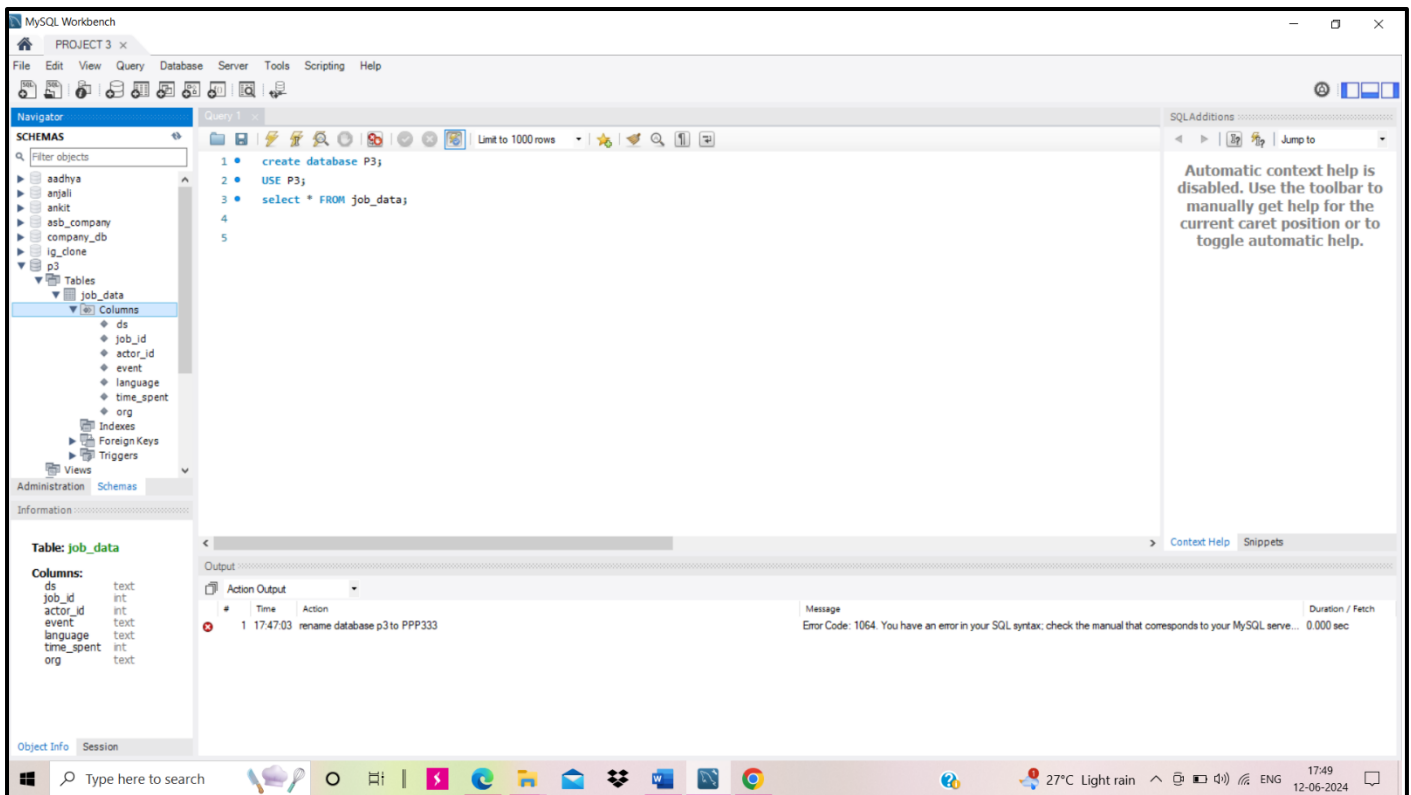 MySQL Workbench
PROJECT 3
File Edit View Query Database Server Tools Scripting Help
Navigator
SCHEMAS
Filter objects
aadhya
anjali
ankit
asb_company
company_db
ig_clone
p3
Tables
job_data
Columns
ds
job_id
actor_id
event
language
time_spent
org
Indexes
Foreign Keys
Triggers
Views
Administration Schemas
Information
Table: job_data
Columns:
ds text
job_id int
actor_id int
event text
language text
time_spent int
org text
Object Info Session
Query 1
Limit to 1000 rows
1 create database P3;
2 USE P3;
3 select * FROM job_data;
4
5
SQLAdditions
Jump to
Automatic context help is
disabled. Use the toolbar to
manually get help for the
current caret position or to
toggle automatic help.
Context Help Snippets
Output
Action Output
# Time Action Message Duration / Fetch
1 17:47:03 rename database p3 to PPP333 Error Code: 1064. You have an error in your SQL syntax; check the manual that corresponds to your MySQL serve... 0.000 sec
Type here to search
27°C Light rain
ENG
17:49
12-06-2024